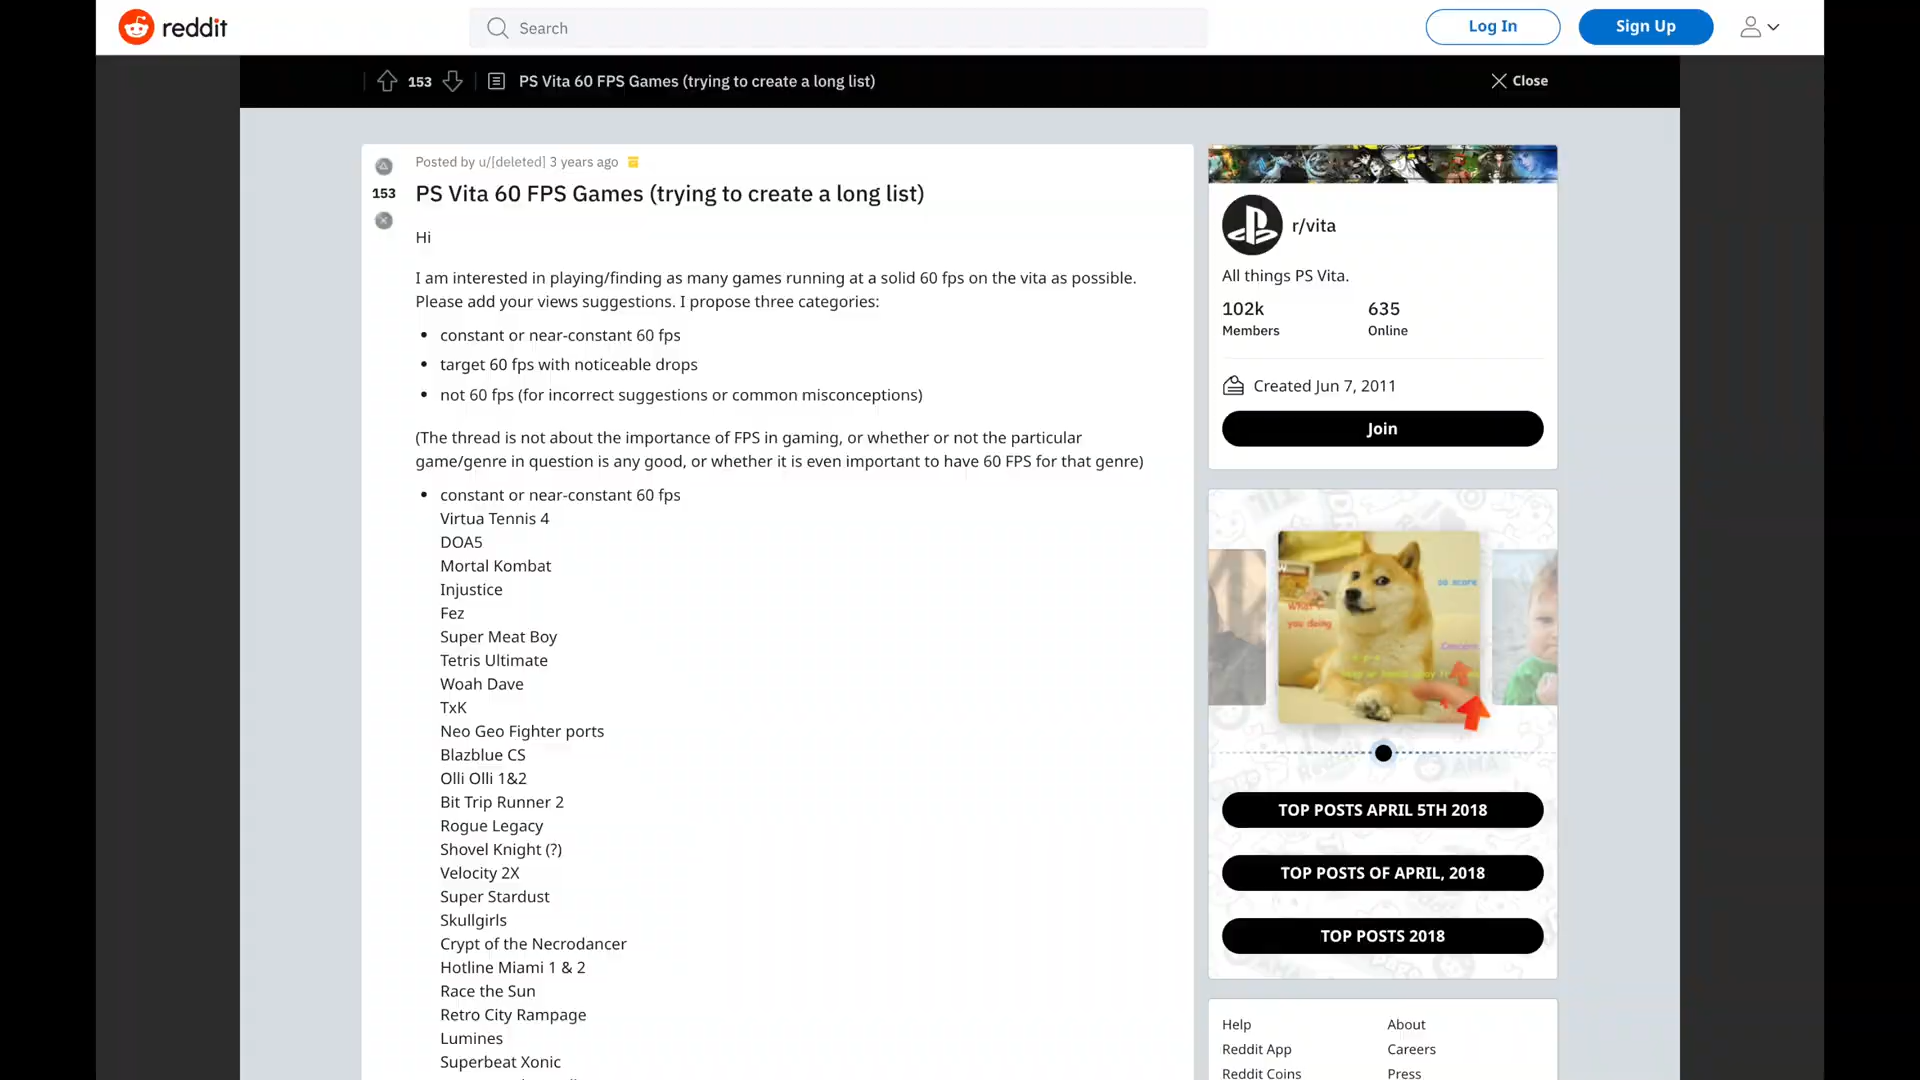 reddit
Search
Log In
Sign Up
153
PS Vita 60 FPS Games (trying to create a long list)
Close
Posted by u/[deleted] 3 years ago
153
PS Vita 60 FPS Games (trying to create a long list)
Hi
I am interested in playing/finding as many games running at a solid 60 fps on the vita as possible.
Please add your views suggestions. I propose three categories:
constant or near-constant 60 fps
target 60 fps with noticeable drops
not 60 fps (for incorrect suggestions or common misconceptions)
(The thread is not about the importance of FPS in gaming, or whether or not the particular
game/genre in question is any good, or whether it is even important to have 60 FPS for that genre)
constant or near-constant 60 fps
Virtua Tennis 4
DOA5
Mortal Kombat
Injustice
Fez
Super Meat Boy
Tetris Ultimate
Woah Dave
TxK
Neo Geo Fighter ports
Blazblue CS
Olli Olli 1&2
Bit Trip Runner 2
Rogue Legacy
Shovel Knight (?)
Velocity 2X
Super Stardust
Skullgirls
Crypt of the Necrodancer
Hotline Miami 1 & 2
Race the Sun
Retro City Rampage
Lumines
Superbeat Xonic
r/vita
All things PS Vita.
102k
635
Members
Online
Created Jun 7, 2011
Join
so score
what
you doing
Concern
TOP POSTS APRIL 5TH 2018
TOP POSTS OF APRIL, 2018
TOP POSTS 2018
Help
About
Reddit App
Careers
Reddit Coins
Press